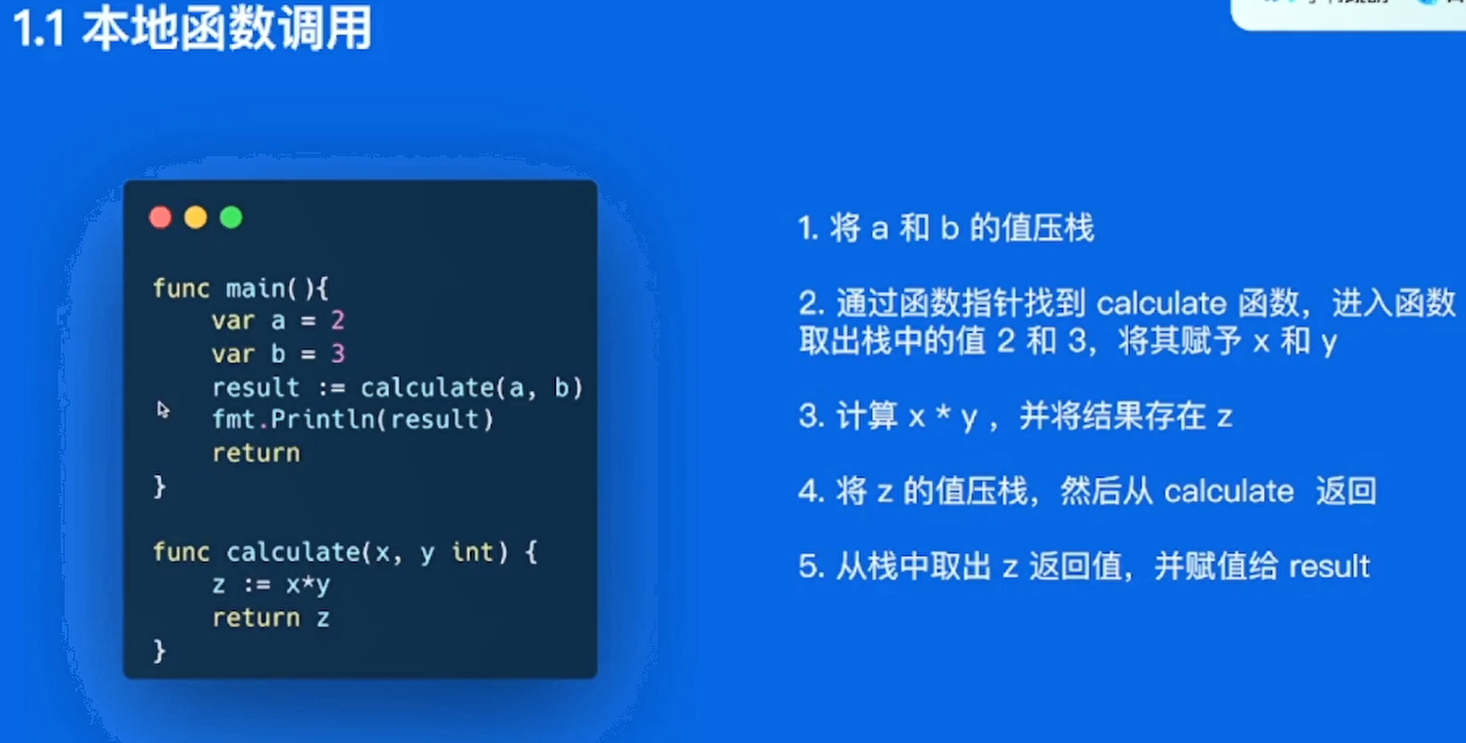 1.1 本地函数调用
func main(){
var a = 2
var b = 3
result := calculate(a, b)
fmt.Println(result)
return
}
func calculate(x, y int) {
z := x*y
return z
}
1. 将 a 和 b 的值压栈
2. 通过函数指针找到 calculate 函数，进入函数
取出栈中的值 2 和 3，将其赋予 x 和 y
3. 计算 x * y ，并将结果存在 z
4. 将 z 的值压栈，然后从 calculate 返回
5. 从栈中取出 z 返回值，并赋值给 result